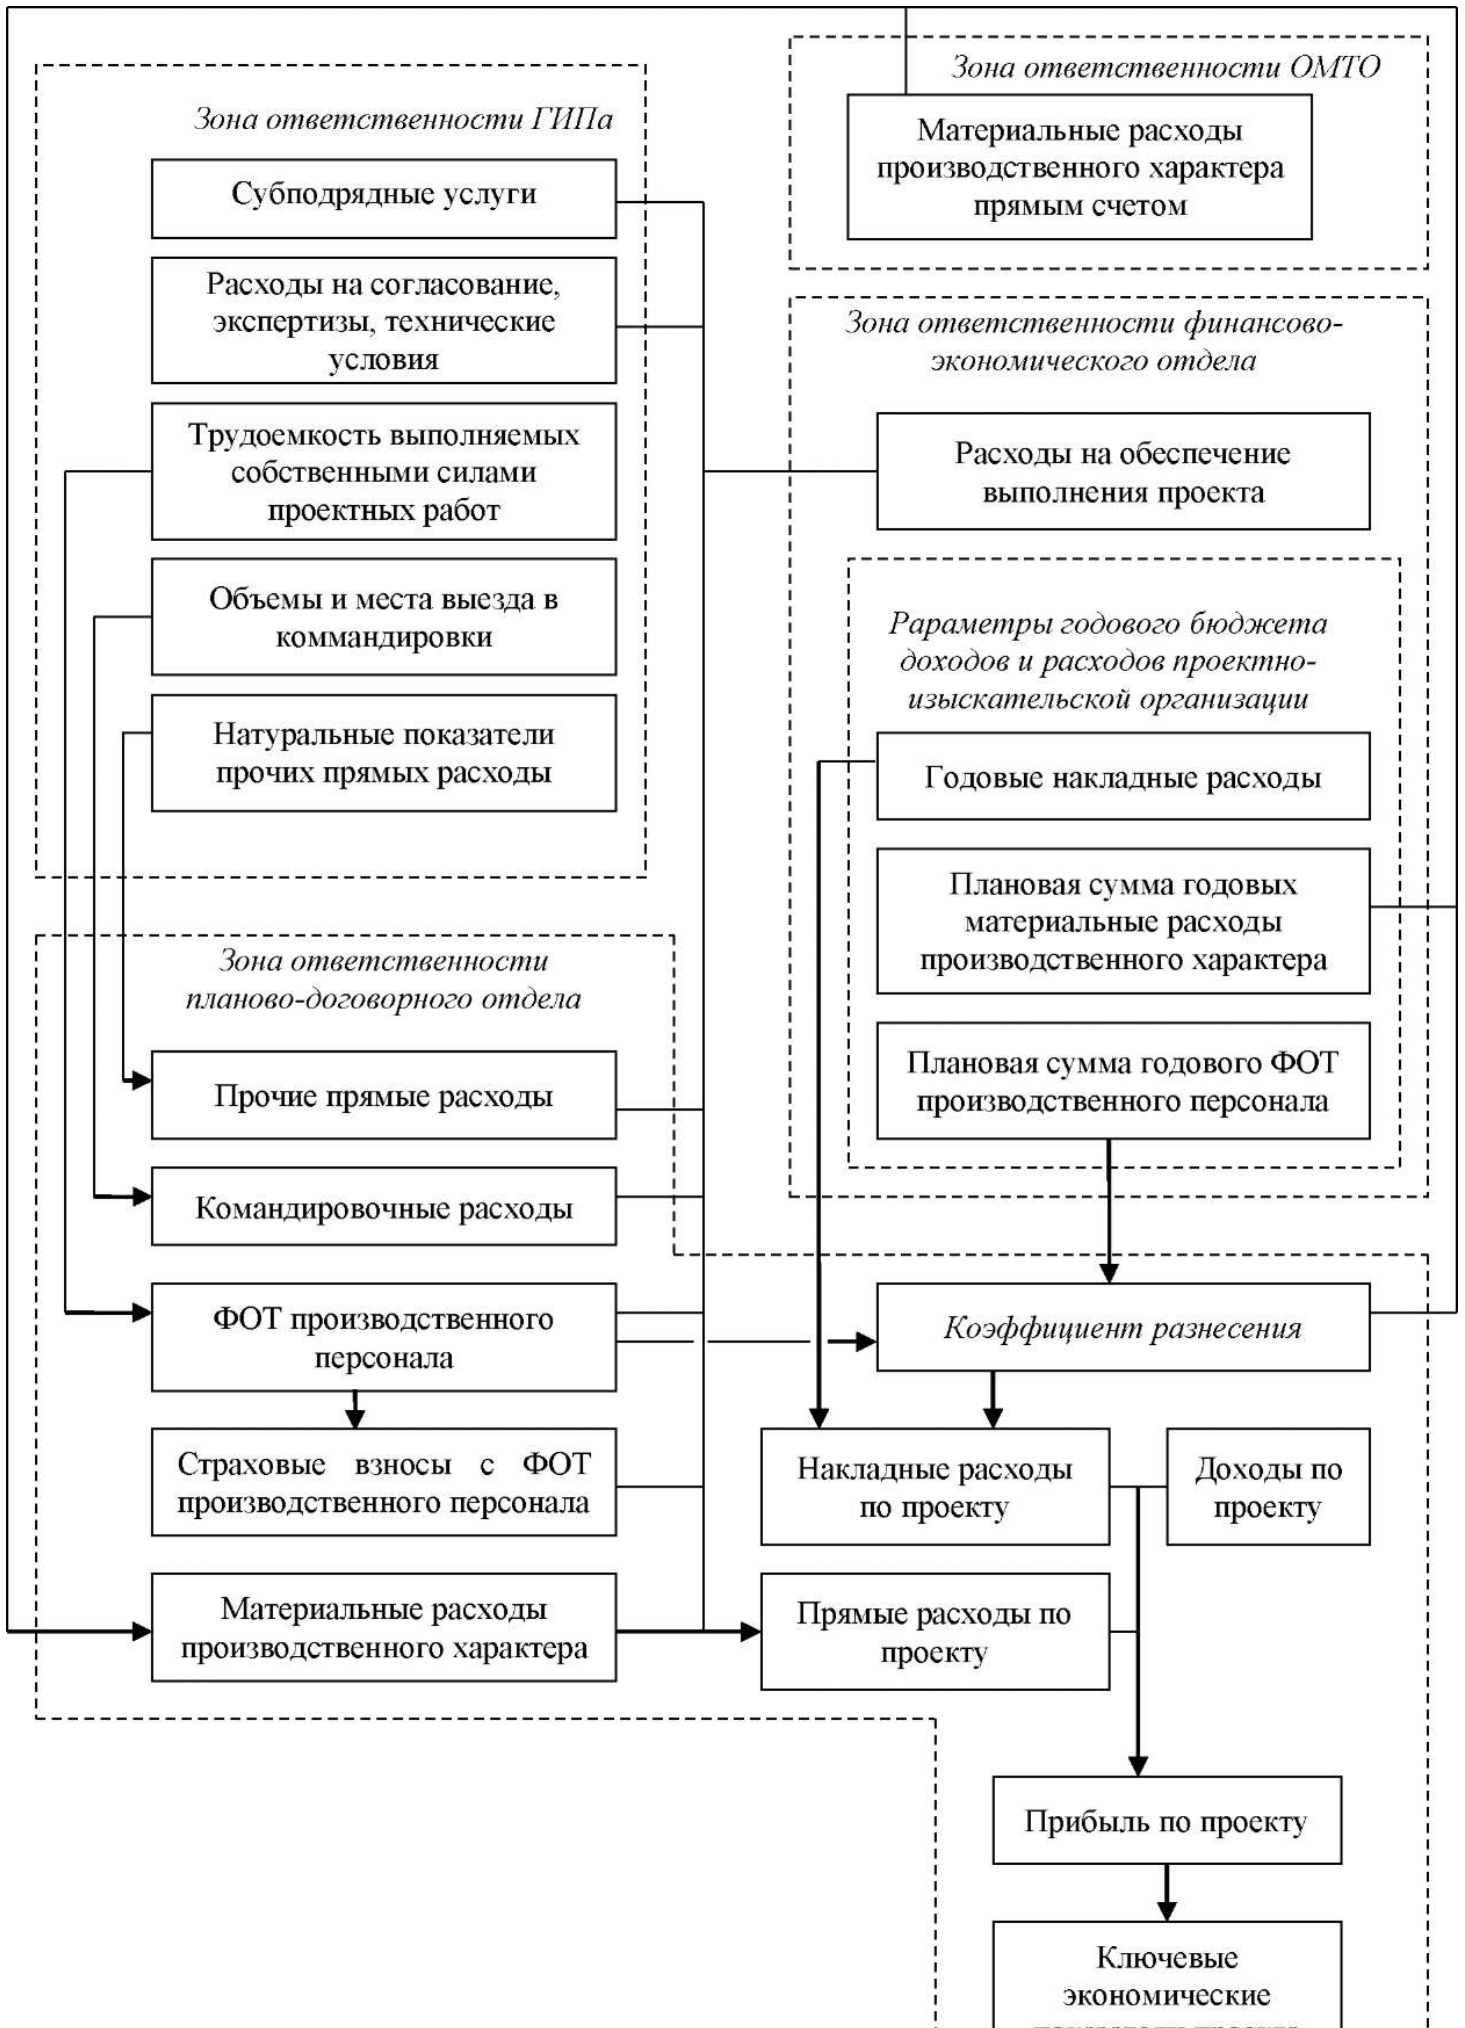 Зона ответственности ГИПа
Субподрядные услуги
Расходы на согласование,
экспертизы, технические
условия
Трудоемкость выполняемых
собственными силами
проектных работ
Объемы и места выезда в
коммандировки
Натуральные показатели
прочих прямых расходы
Зона ответственности ОМТО
Материальные расходы
производственного характера
прямым счетом
Зона ответственности финансово-
экономического отдела
Расходы на обеспечение
выполнения проекта
Pараметры годового бюджета
доходов и расходов проектно-
изыскательской организации
Годовые накладные расходы
Плановая сумма годовых
материальные расходы
производственного характера
Плановая сумма годового ФОТ
производственного персонала
Зона ответственности
планово-договорного отдела
Прочие прямые расходы
Командировочные расходы
ФОТ производственного
персонала
Страховые взносы с ФОТ
производственного персонала
Материальные расходы
производственного характера
Коэффициент разнесения
Накладные расходы
по проекту
Доходы по
проекту
Прямые расходы по
проекту
Прибыль по проекту
Ключевые
экономические